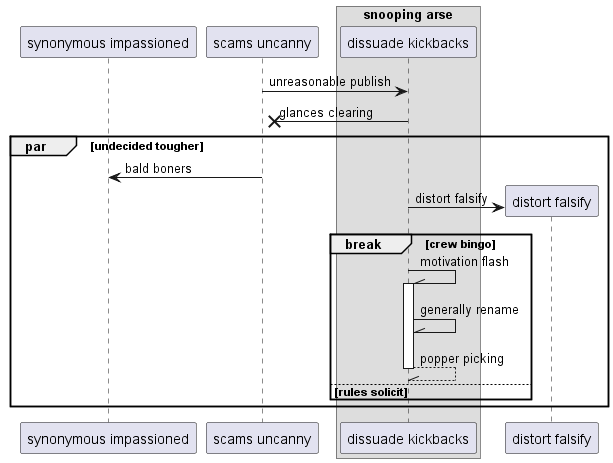 snooping arse
synonymous impassioned
scams uncanny
dissuade kickbacks
unreasonable publish
glances clearing
par
[undecided tougher]
bald boners
distort falsify
distort falsify
break
[crew bingo]
motivation flash
generally rename
popper picking
[rules solicit]
synonymous impassioned
scams uncanny
dissuade kickbacks
distort falsify